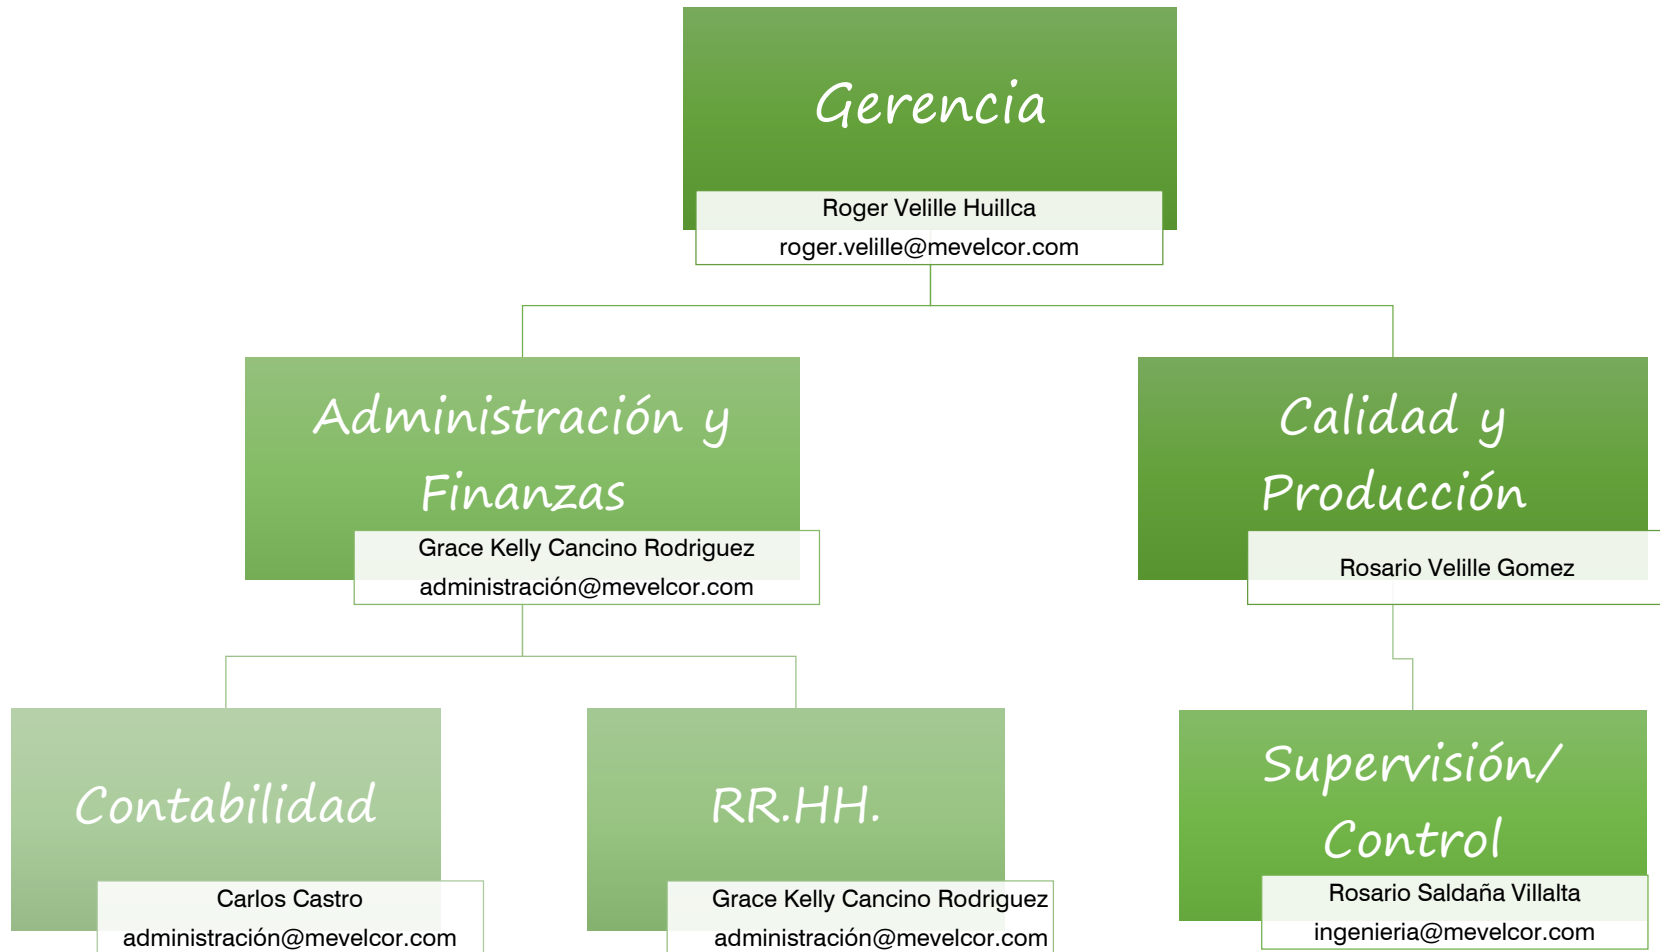 Gerencia
Roger Velille Huillca
roger.velille@mevelcor.com
Administración y
Finanzas
Grace Kelly Cancino Rodriguez
administración@mevelcor.com
Calidad y
Producción
Rosario Velille Gomez
Contabilidad
Carlos Castro
administración@mevelcor.com
RR.HH.
Grace Kelly Cancino Rodriguez
administración@mevelcor.com
Supervisión/
Control
Rosario Saldaña Villalta
ingenieria@mevelcor.com